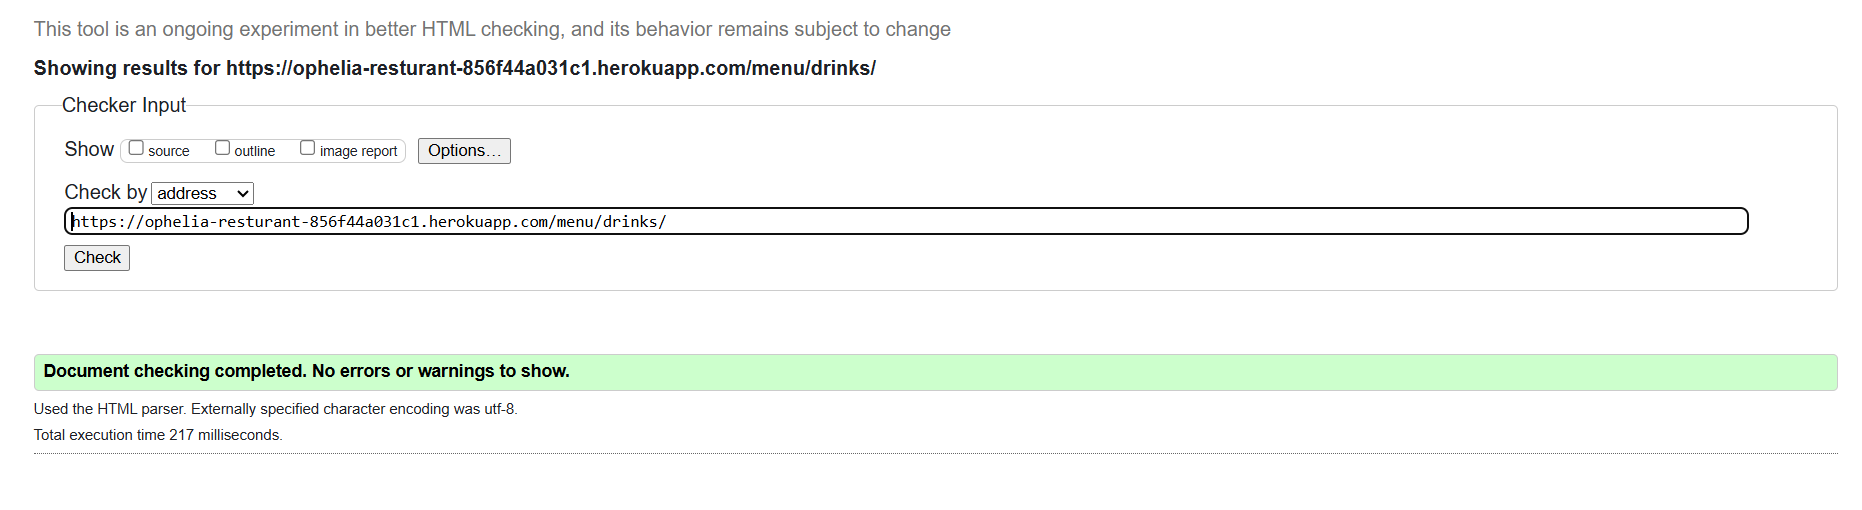 This tool is an ongoing experiment in better HTML checking, and its behavior remains subject to change
Showing results for https://ophelia-resturant-856f44a031c1.herokuapp.com/menu/drinks/
Checker Input
Show source outline image report Options...
Check by address
https://ophelia-resturant-856f44a031c1.herokuapp.com/menu/drinks/
Check
Document checking completed. No errors or warnings to show.
Used the HTML parser. Externally specified character encoding was utf-8.
Total execution time 217 milliseconds.